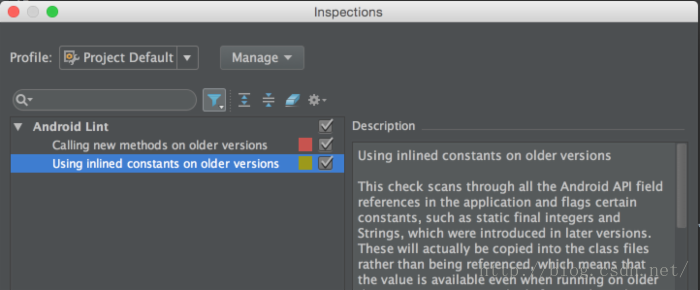 Inspections
Profile:
Project Default
Manage
Android Lint
Calling new methods on older versions
Using inlined constants on older versions
Description
Using inlined constants on older versions
This check scans through all the Android API field
references in the application and flags certain
constants, such as static final integers and
Strings, which were introduced in later versions.
These will actually be copied into the class files
rather than being referenced, which means that
the value is available even when running on older
http://blog.csdn.net/